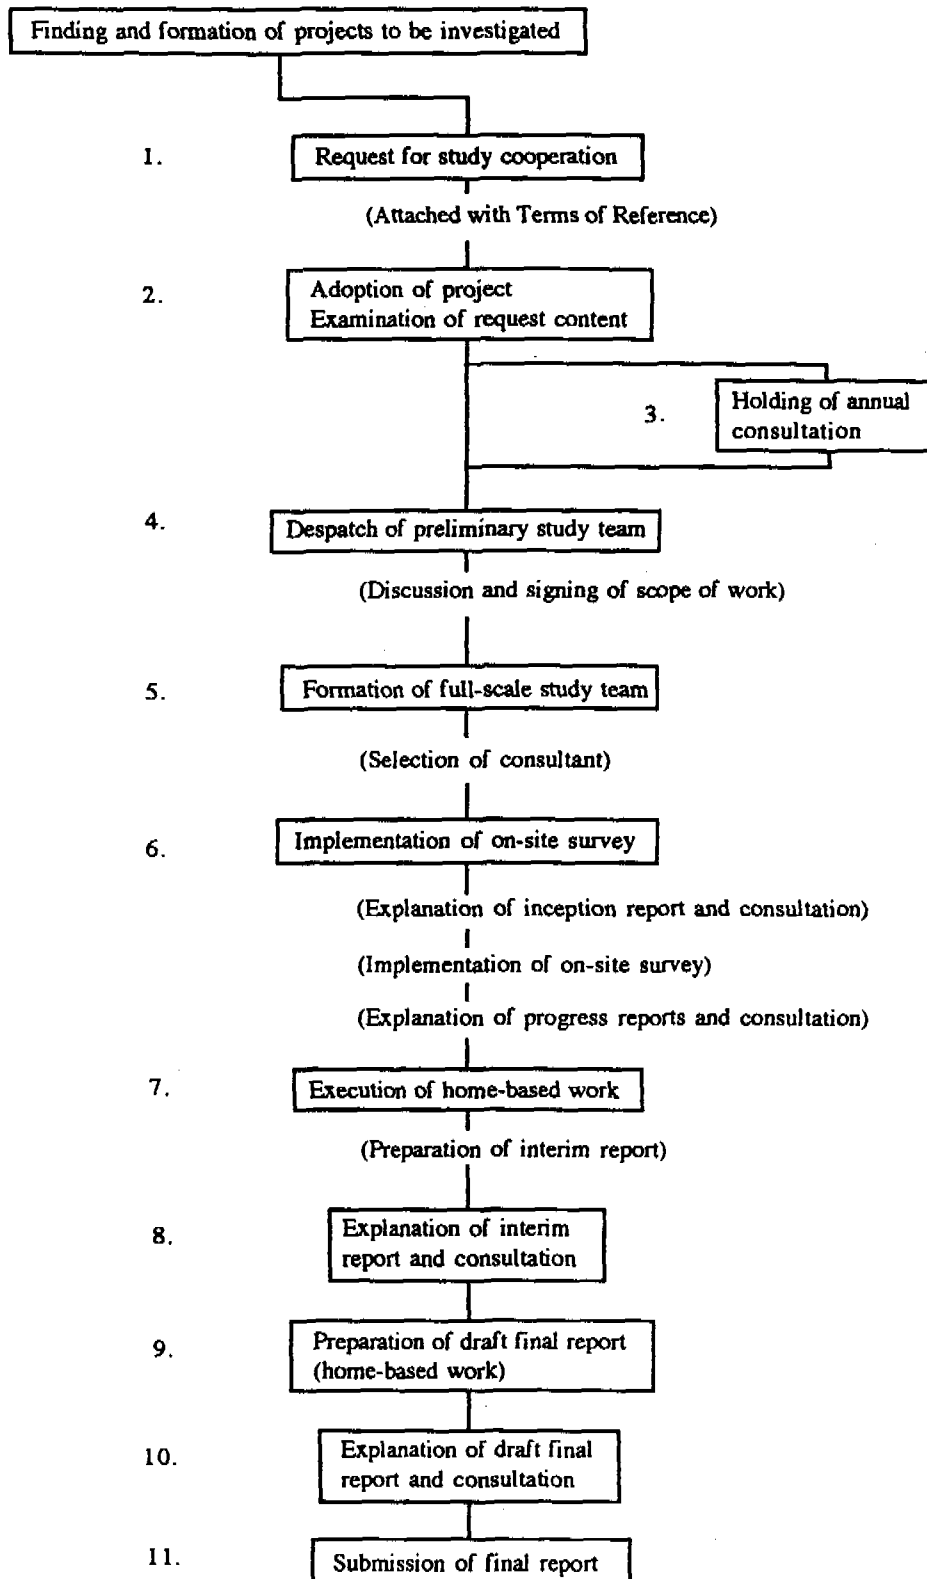 Finding and formation of projects to be investigated
1.
Request for study cooperation
(Attached with Terms of Reference)
2.
Adoption of project
Examination of request content
3.
Holding of annual
consultation
4.
Despatch of preliminary study team
(Discussion and signing of scope of work)
5.
Formation of full-scale study team
(Selection of consultant)
6.
Implementation of on-site survey
(Explanation of inception report and consultation)
(Implementation of on-site survey)
(Explanation of progress reports and consultation)
7.
Execution of home-based work
(Preparation of interim report)
8.
Explanation of interim
report and consultation
9.
Preparation of draft final report
(home-based work)
10.
Explanation of draft final
report and consultation
11.
Submission of final report